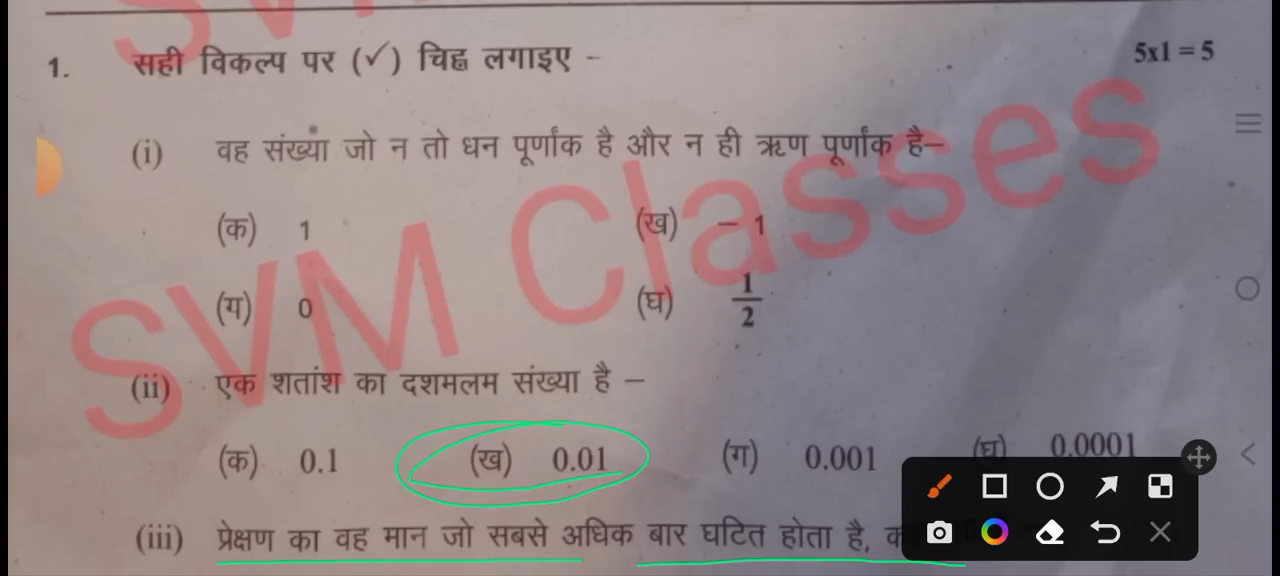 1. सही विकल्प पर (✓) चिह्न लगाइए - 5x1 = 5
(i) वह संख्या जो न तो धन पूर्णांक है और न ही ऋण पूर्णांक है–
(क) 1 (ख) – 1
(ग) 0 (घ) 1/2
(ii) एक शतांश का दशमलम संख्या है –
(क) 0.1 (ख) 0.01 (ग) 0.001 (घ) 0.0001
(iii) प्रेक्षण का वह मान जो सबसे अधिक बार घटित होता है,
SVM Classes